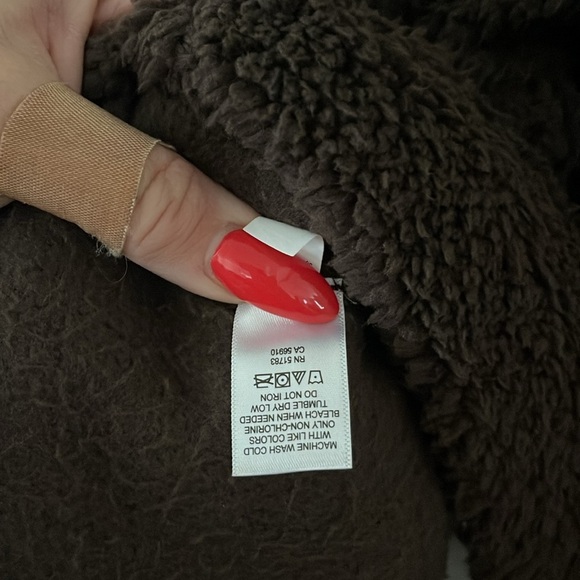 MACHINE WASH COLD
WITH LIKE COLORS
ONLY NON-CHLORINE
BLEACH WHEN NEEDED
TUMBLE DRY LOW
DO NOT IRON
RN 51783
CA 56910